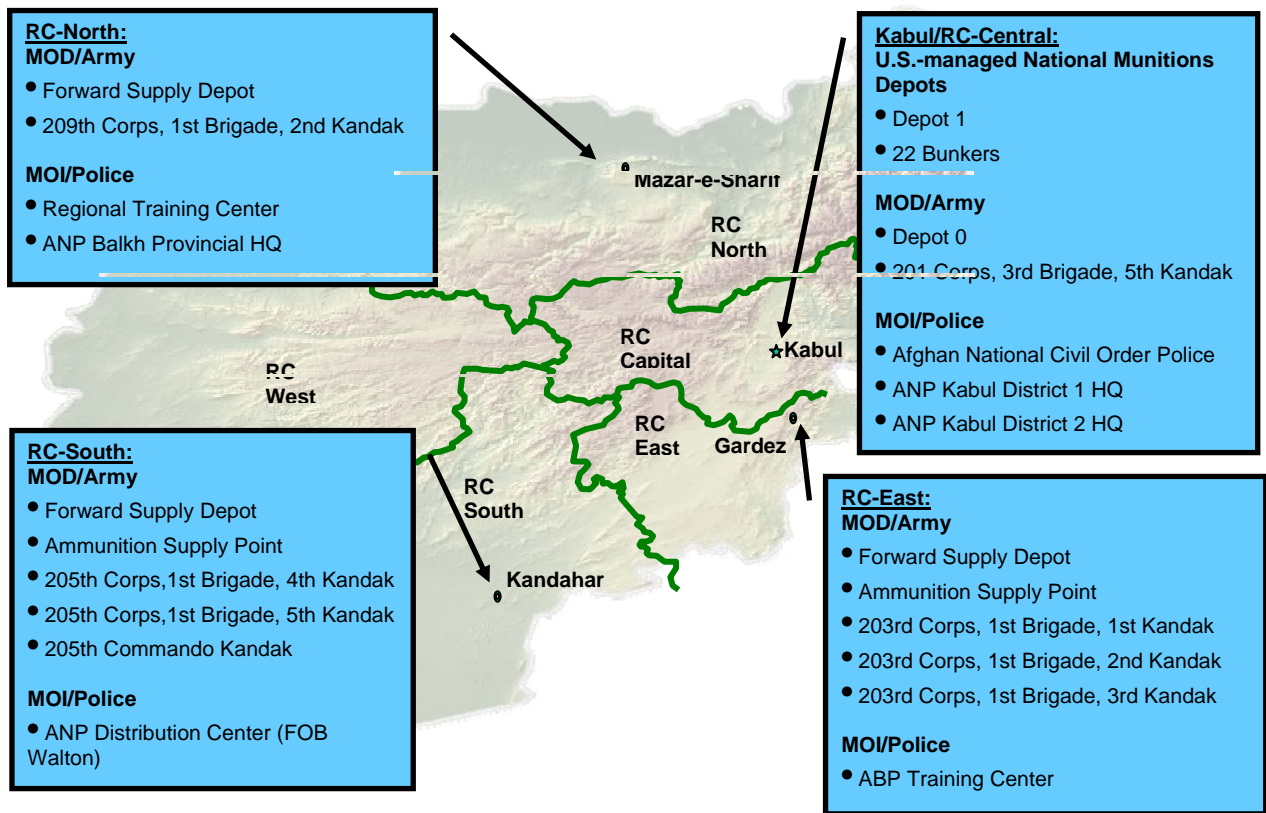 RC-North:
MOD/Army
• Forward Supply Depot
• 209th Corps, 1st Brigade, 2nd Kandak
MOI/Police
• Regional Training Center
• ANP Balkh Provincial HQ
Kabul/RC-Central:
U.S.-managed National Munitions
Depots
• Depot 1
• 22 Bunkers
MOD/Army
• Depot 0
• 201 Corps, 3rd Brigade, 5th Kandak
MOI/Police
• Afghan National Civil Order Police
• ANP Kabul District 1 HQ
• ANP Kabul District 2 HQ
Mazar-e-Sharif
RC
North
RC
Capital
Kabul
RC
West
RC
East
Gardez
RC
South
Kandahar
RC-South:
MOD/Army
• Forward Supply Depot
• Ammunition Supply Point
• 205th Corps,1st Brigade, 4th Kandak
• 205th Corps,1st Brigade, 5th Kandak
• 205th Commando Kandak
MOI/Police
• ANP Distribution Center (FOB
Walton)
RC-East:
MOD/Army
• Forward Supply Depot
• Ammunition Supply Point
• 203rd Corps, 1st Brigade, 1st Kandak
• 203rd Corps, 1st Brigade, 2nd Kandak
• 203rd Corps, 1st Brigade, 3rd Kandak
MOI/Police
• ABP Training Center